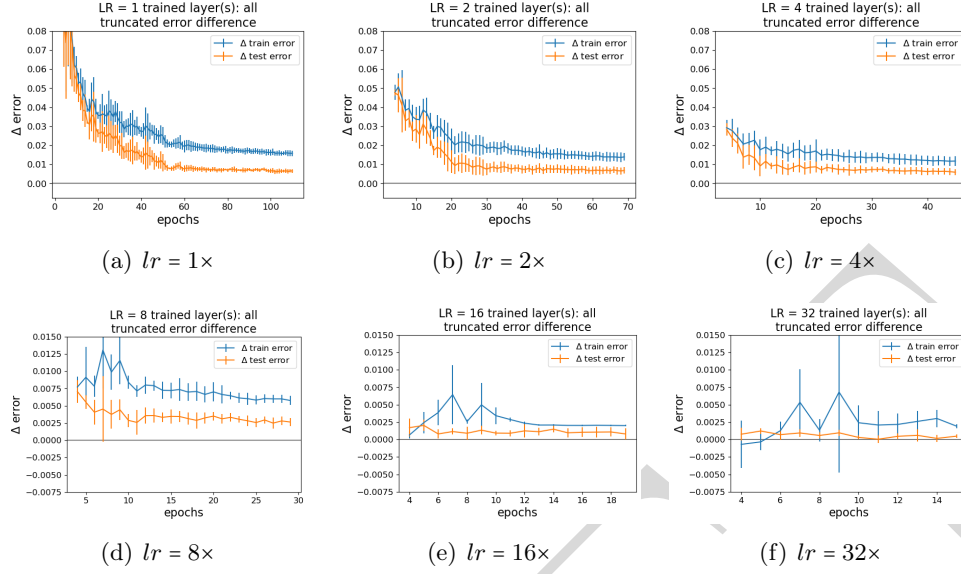 LR = 1 trained layer(s): all
truncated error difference
0.08
0.07
0.06
0.05
0.04
0.03
0.02
0.01
0.00
Δ error
Δ train error
Δ test error
0 20 40 60 80 100
epochs
(a) lr = 1×
LR = 2 trained layer(s): all
truncated error difference
0.08
0.07
0.06
0.05
0.04
0.03
0.02
0.01
0.00
Δ error
Δ train error
Δ test error
10 20 30 40 50 60 70
epochs
(b) lr = 2×
LR = 4 trained layer(s): all
truncated error difference
0.08
0.07
0.06
0.05
0.04
0.03
0.02
0.01
0.00
Δ error
Δ train error
Δ test error
10 20 30 40
epochs
(c) lr = 4×
LR = 8 trained layer(s): all
truncated error difference
0.0150
0.0125
0.0100
0.0075
0.0050
0.0025
0.0000
−0.0025
−0.0050
−0.0075
Δ error
Δ train error
Δ test error
5 10 15 20 25 30
epochs
(d) lr = 8×
LR = 16 trained layer(s): all
truncated error difference
0.0150
0.0125
0.0100
0.0075
0.0050
0.0025
0.0000
−0.0025
−0.0050
−0.0075
Δ error
Δ train error
Δ test error
4 6 8 10 12 14 16 18
epochs
(e) lr = 16×
LR = 32 trained layer(s): all
truncated error difference
0.0150
0.0125
0.0100
0.0075
0.0050
0.0025
0.0000
−0.0025
−0.0050
−0.0075
Δ error
Δ train error
Δ test error
4 6 8 10 12 14
epochs
(f) lr = 32×